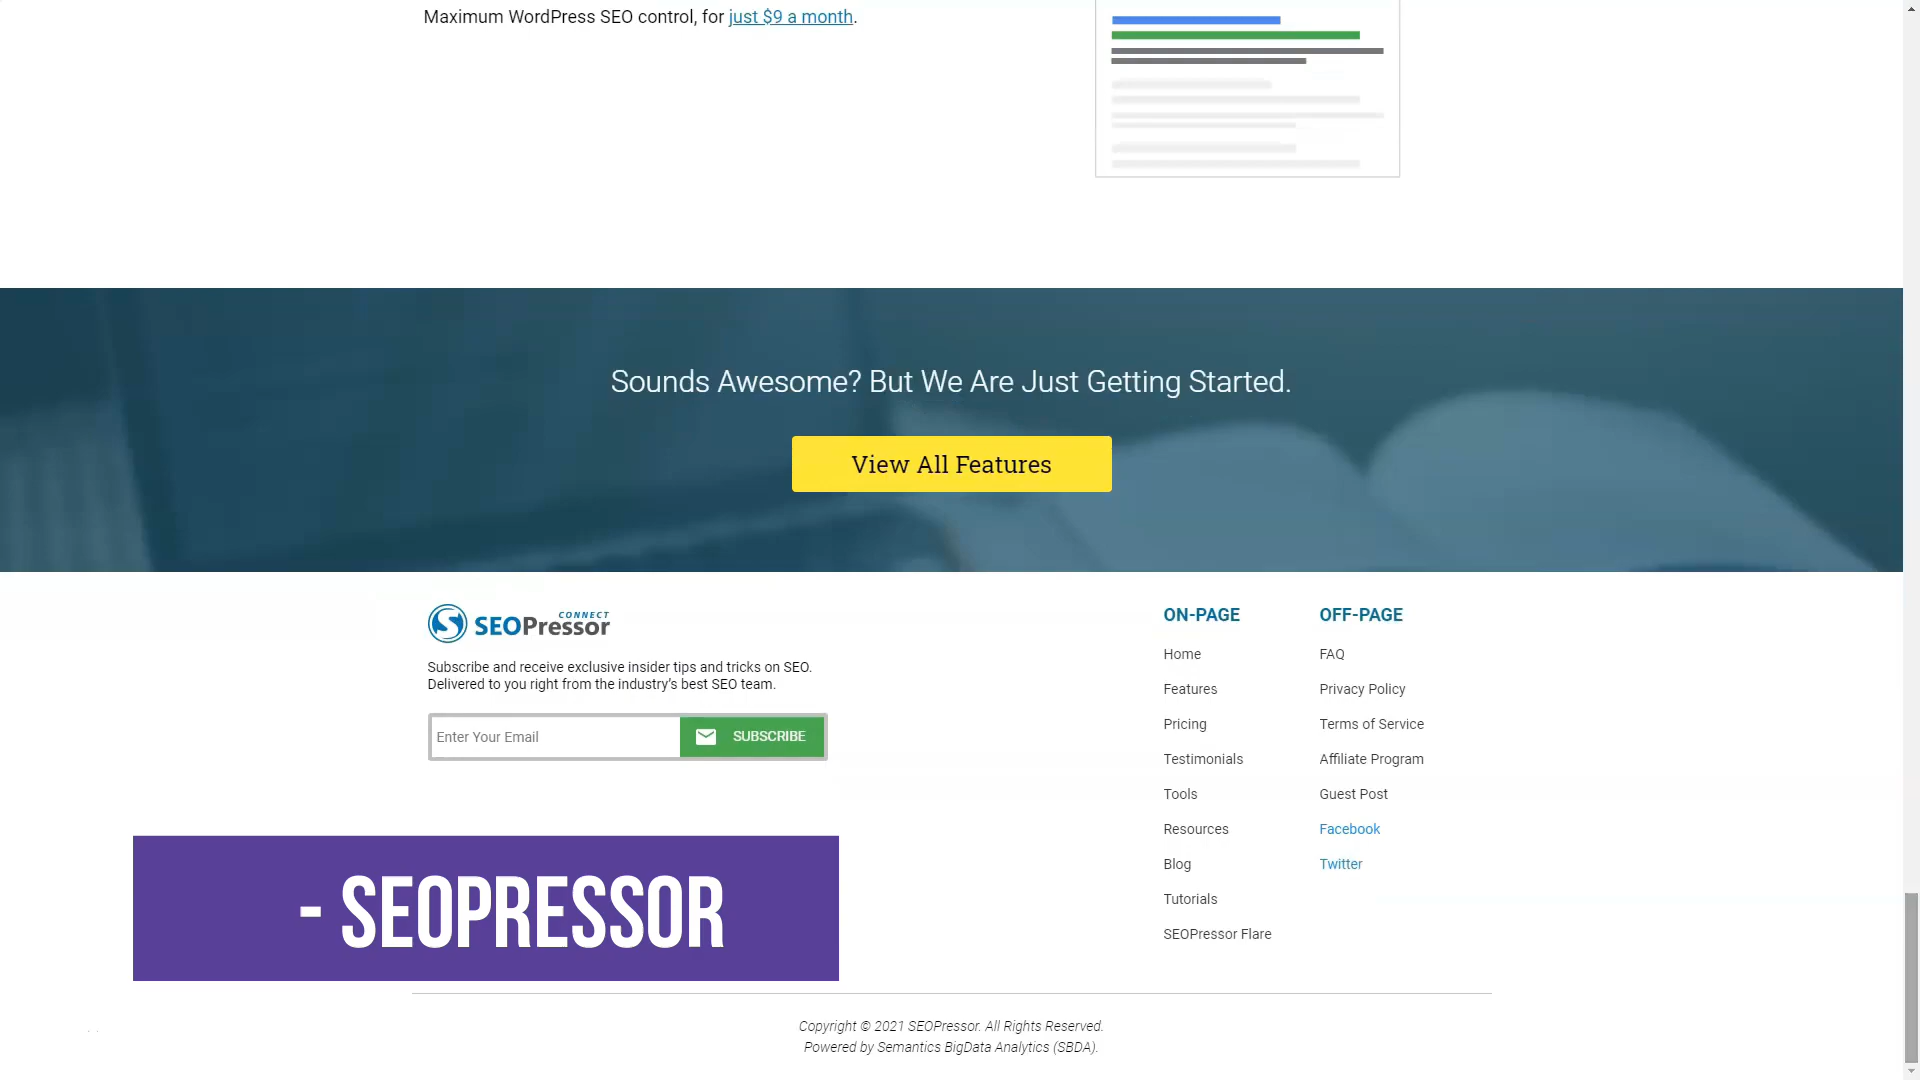 Maximum WordPress SEO control, for just $9 a month.
Sounds Awesome? But We Are Just Getting Started.
View All Features
CONNECT
SEOPressor
Subscribe and receive exclusive insider tips and tricks on SEO.
Delivered to you right from the industry's best SEO team.
Enter Your Email
SUBSCRIBE
ON-PAGE
Home
Features
Pricing
Testimonials
Tools
Resources
Blog
Tutorials
SEOPressor Flare
OFF-PAGE
FAQ
Privacy Policy
Terms of Service
Affiliate Program
Guest Post
Facebook
Twitter
- SEOPRESSOR
Copyright © 2021 SEOPressor. All Rights Reserved.
Powered by Semantics BigData Analytics (SBDA).